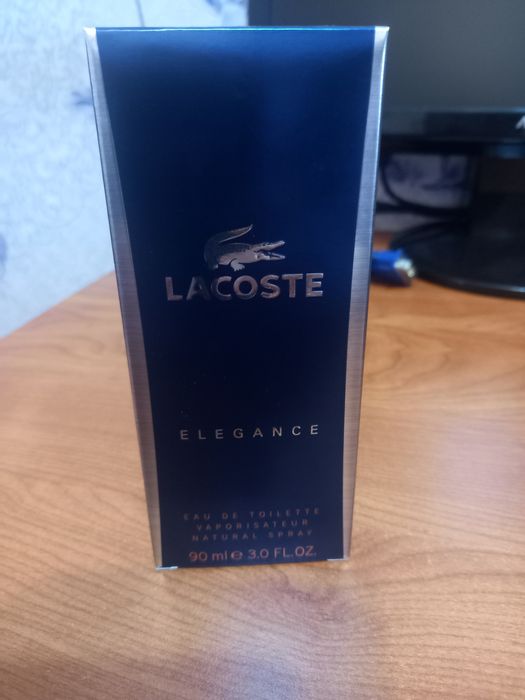 LACOSTE
ELEGANCE
EAU DE TOILETTE
VAPORISATEUR
NATURAL SPRAY
90 ml ℮ 3.0 FL.OZ.